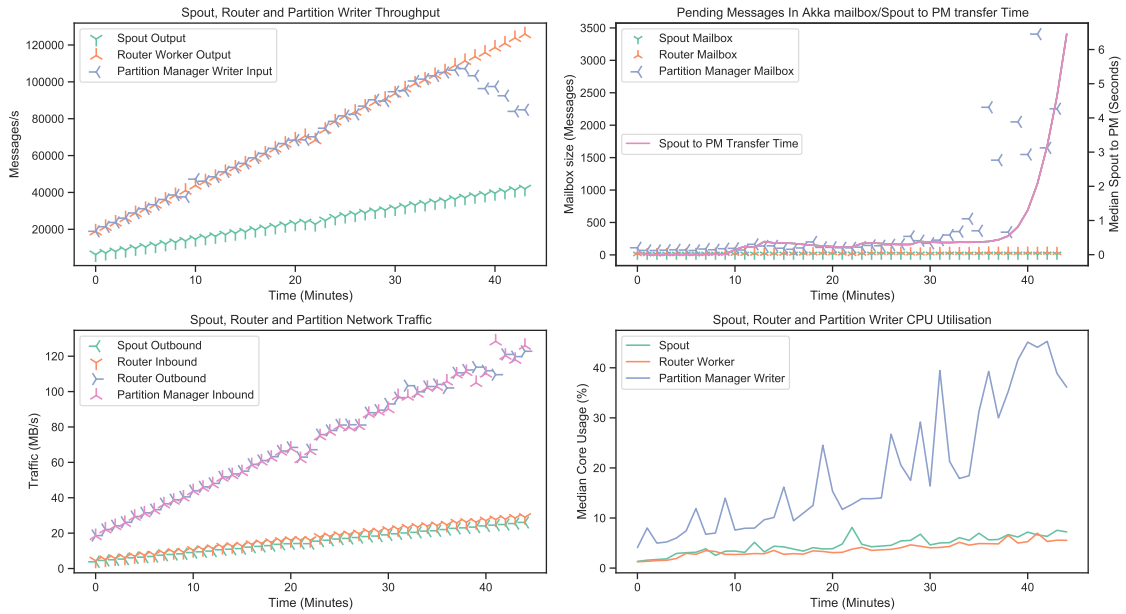 Spout, Router and Partition Writer Throughput
Spout Output
Router Worker Output
Partition Manager Writer Input
120000
100000
80000
60000
40000
20000
Messages/s
0
10
20
30
40
Time (Minutes)
Pending Messages In Akka mailbox/Spout to PM transfer Time
Spout Mailbox
Router Mailbox
Partition Manager Mailbox
Spout to PM Transfer Time
3500
3000
2500
2000
1500
1000
500
0
Mailbox size (Messages)
6
5
4
3
2
1
0
Median Spout to PM (Seconds)
0
10
20
30
40
Time (Minutes)
Spout, Router and Partition Network Traffic
Spout Outbound
Router Inbound
Router Outbound
Partition Manager Inbound
120
100
80
60
40
20
0
Traffic (MB/s)
0
10
20
30
40
Time (Minutes)
Spout, Router and Partition Writer CPU Utilisation
Spout
Router Worker
Partition Manager Writer
40
30
20
10
0
Median Core Usage (%)
0
10
20
30
40
Time (Minutes)